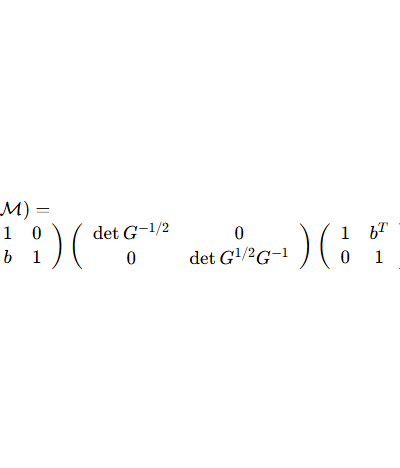 ℳ) =
1 0 ) ( det G^{-1/2} 0 ) ( 1 b^T
b 1 ) ( 0 det G^{1/2} G^{-1} ) ( 0 1